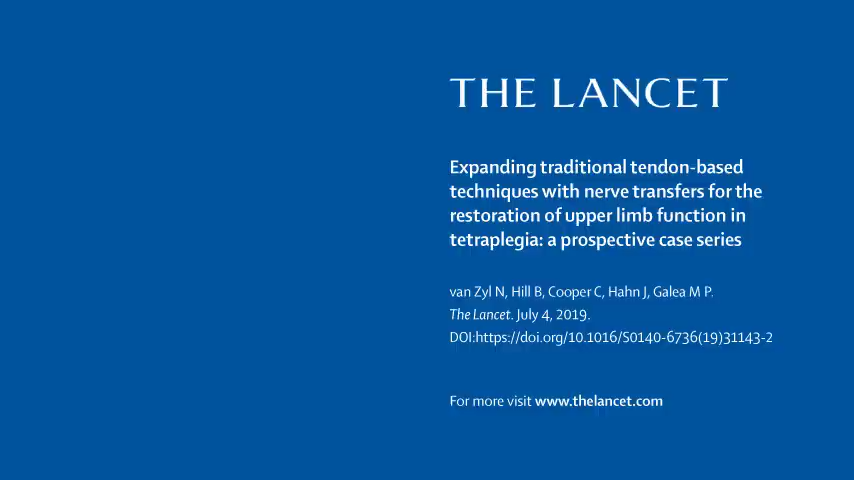 THE LANCET
Expanding traditional tendon-based
techniques with nerve transfers for the
restoration of upper limb function in
tetraplegia: a prospective case series
van Zyl N, Hill B, Cooper C, Hahn J, Galea M P.
The Lancet. July 4, 2019.
DOI:https://doi.org/10.1016/S0140-6736(19)31143-2
For more visit www.thelancet.com